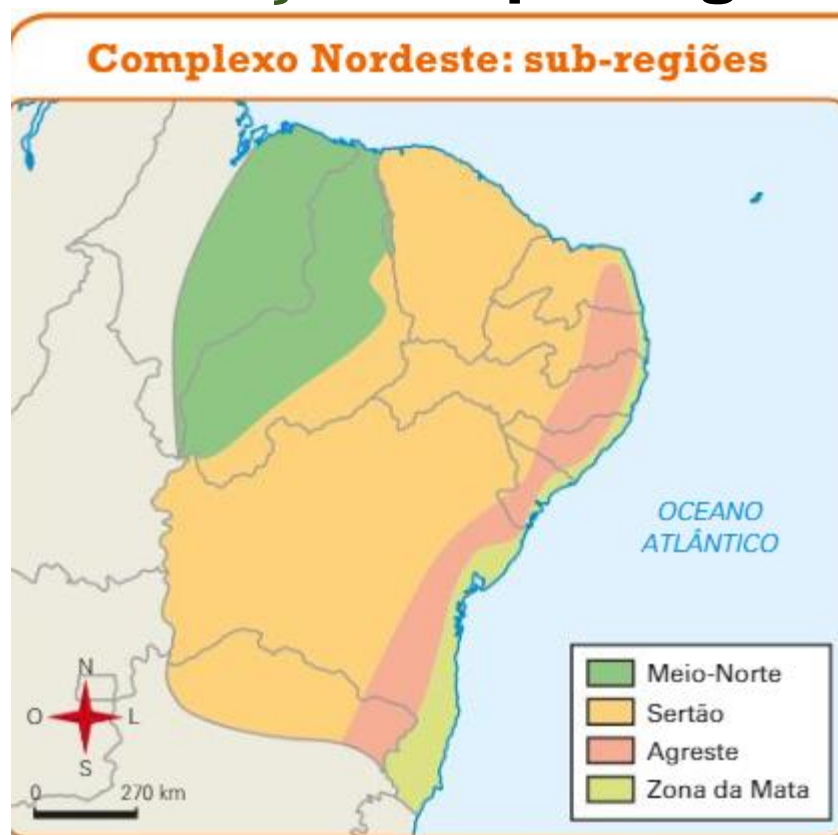 Complexo Nordeste: sub-regiões
OCEANO
ATLÂNTICO
N
O
L
S
0
270 km
Meio-Norte
Sertão
Agreste
Zona da Mata